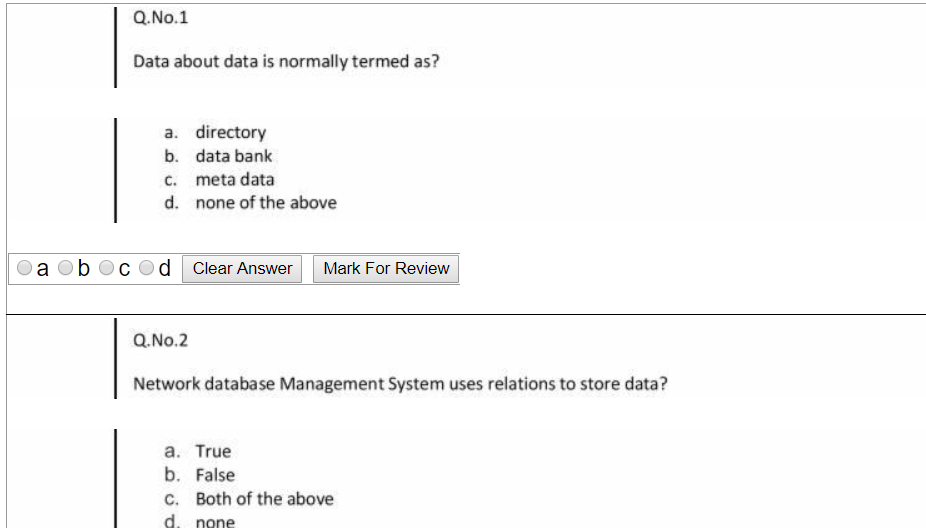 Q.No.1
Data about data is normally termed as?
a. directory
b. data bank
c. meta data
d. none of the above
a b c d Clear Answer Mark For Review
Q.No.2
Network database Management System uses relations to store data?
a. True
b. False
c. Both of the above
d. none